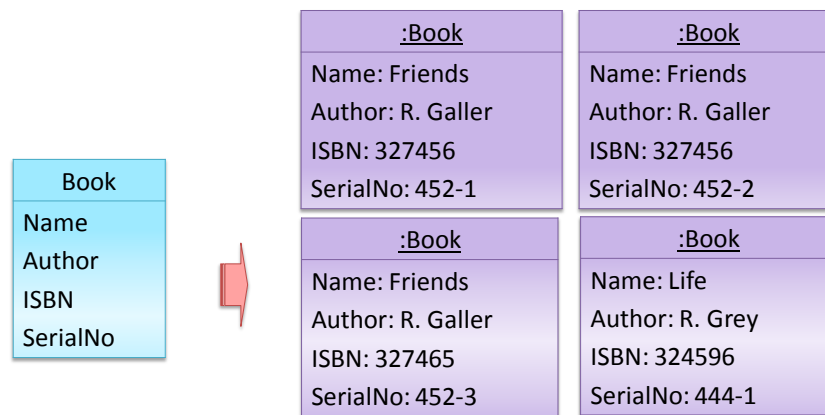 Book
Name
Author
ISBN
SerialNo
:Book
Name: Friends
Author: R. Galler
ISBN: 327456
SerialNo: 452-1
:Book
Name: Friends
Author: R. Galler
ISBN: 327456
SerialNo: 452-2
:Book
Name: Friends
Author: R. Galler
ISBN: 327465
SerialNo: 452-3
:Book
Name: Life
Author: R. Grey
ISBN: 324596
SerialNo: 444-1